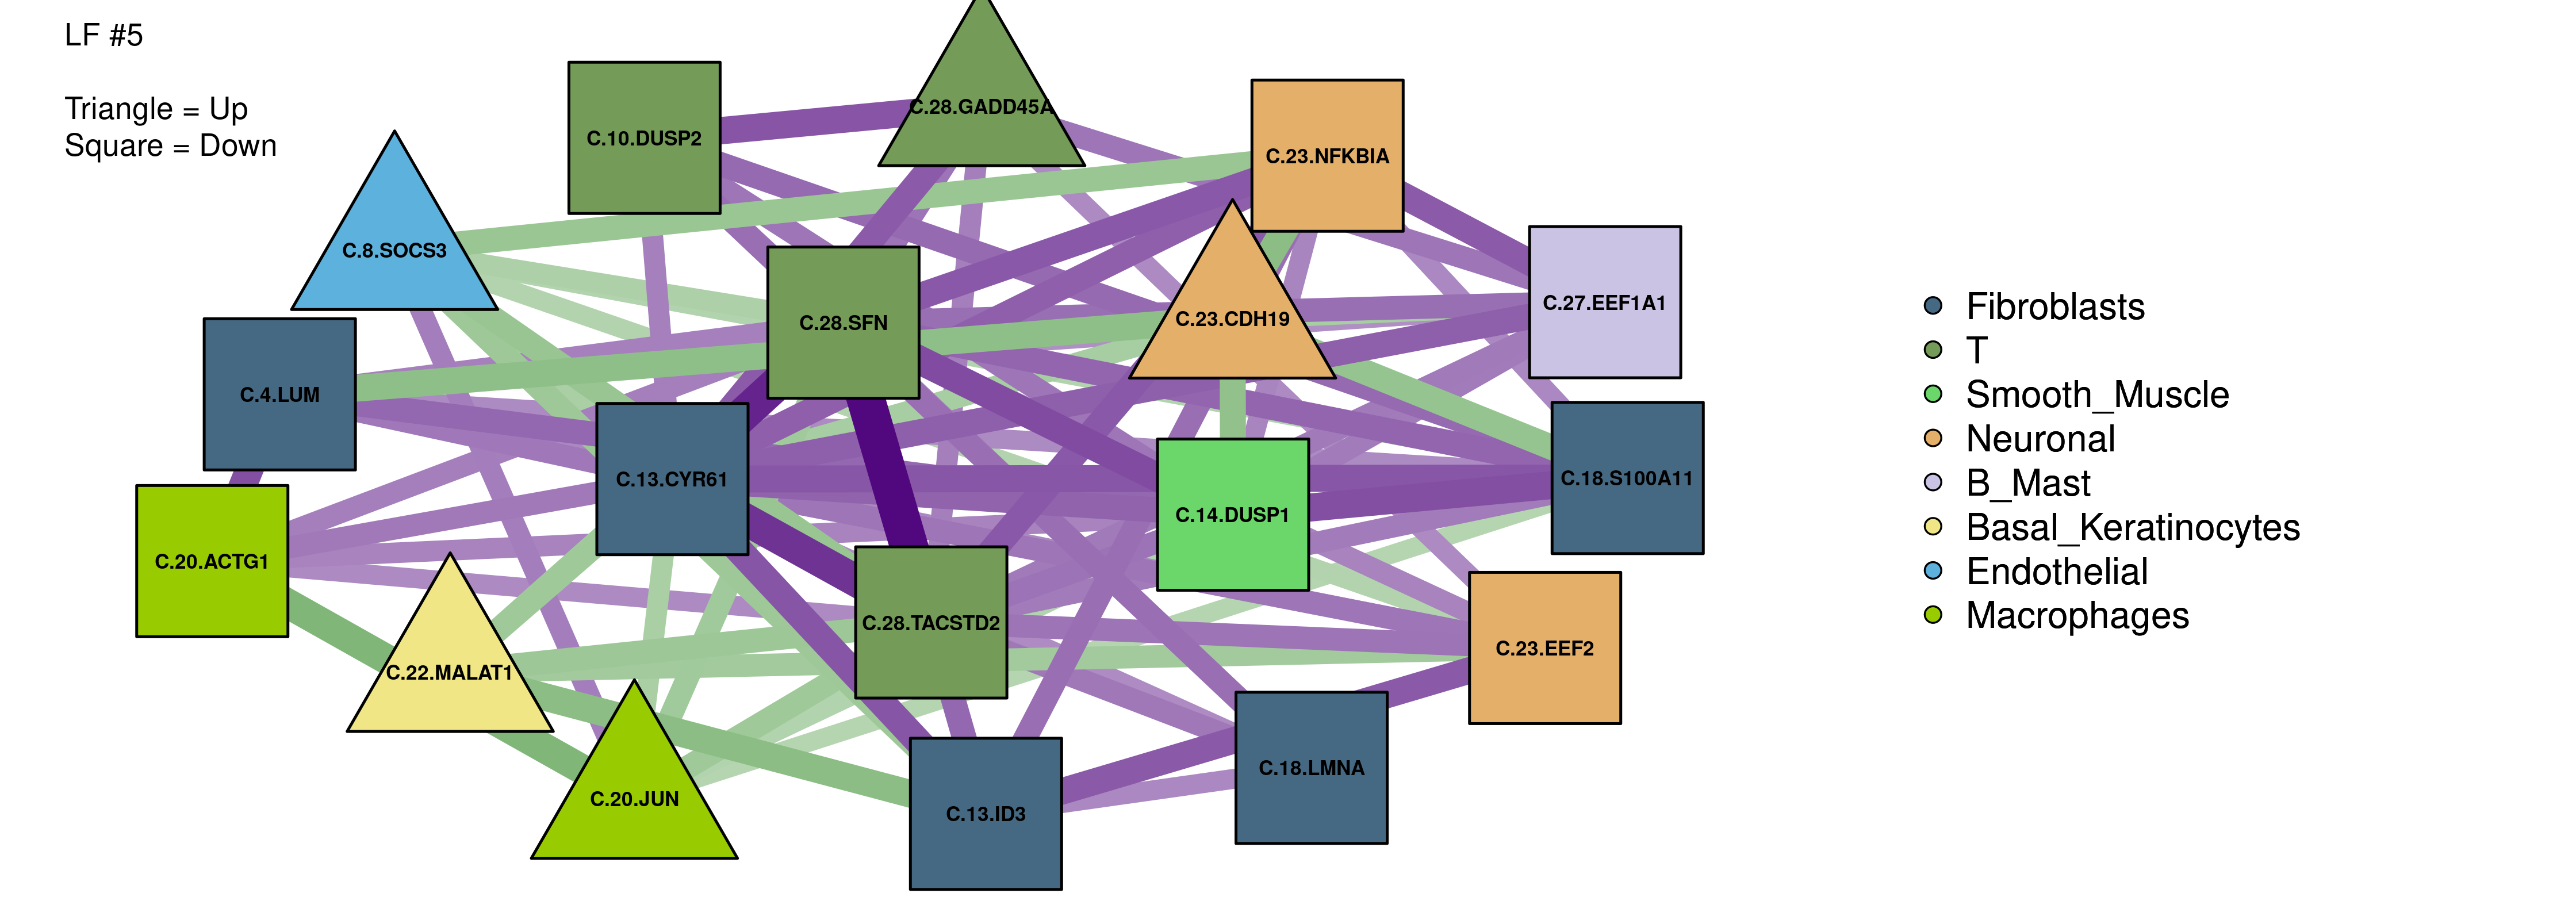 LF #5
Triangle = Up
Square = Down
C.28.GADD45A
C.10.DUSP2
C.23.NFKBIA
C.8.SOCS3
C.27.EEF1A1
C.28.SFN
C.23.CDH19
C.4.LUM
C.13.CYR61
C.18.S100A11
C.14.DUSP1
C.20.ACTG1
C.28.TACSTD2
C.23.EEF2
C.22.MALAT1
C.18.LMNA
C.20.JUN
C.13.ID3
Fibroblasts
T
Smooth_Muscle
Neuronal
B_Mast
Basal_Keratinocytes
Endothelial
Macrophages